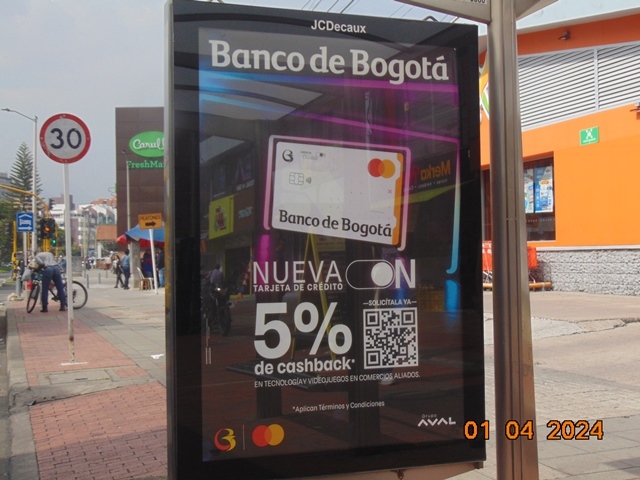 JCDecaux
Banco de Bogotá
30
Carulla
FreshMarket
Banco de Bogotá
NUEVA ON
TARJETA DE CRÉDITO
5%
SOLICÍTALA YA
de cashback*
EN TECNOLOGÍA Y VIDEOJUEGOS EN COMERCIOS ALIADOS.
*Aplican Términos y Condiciones
GRUPO
AVAL
01 04 2024